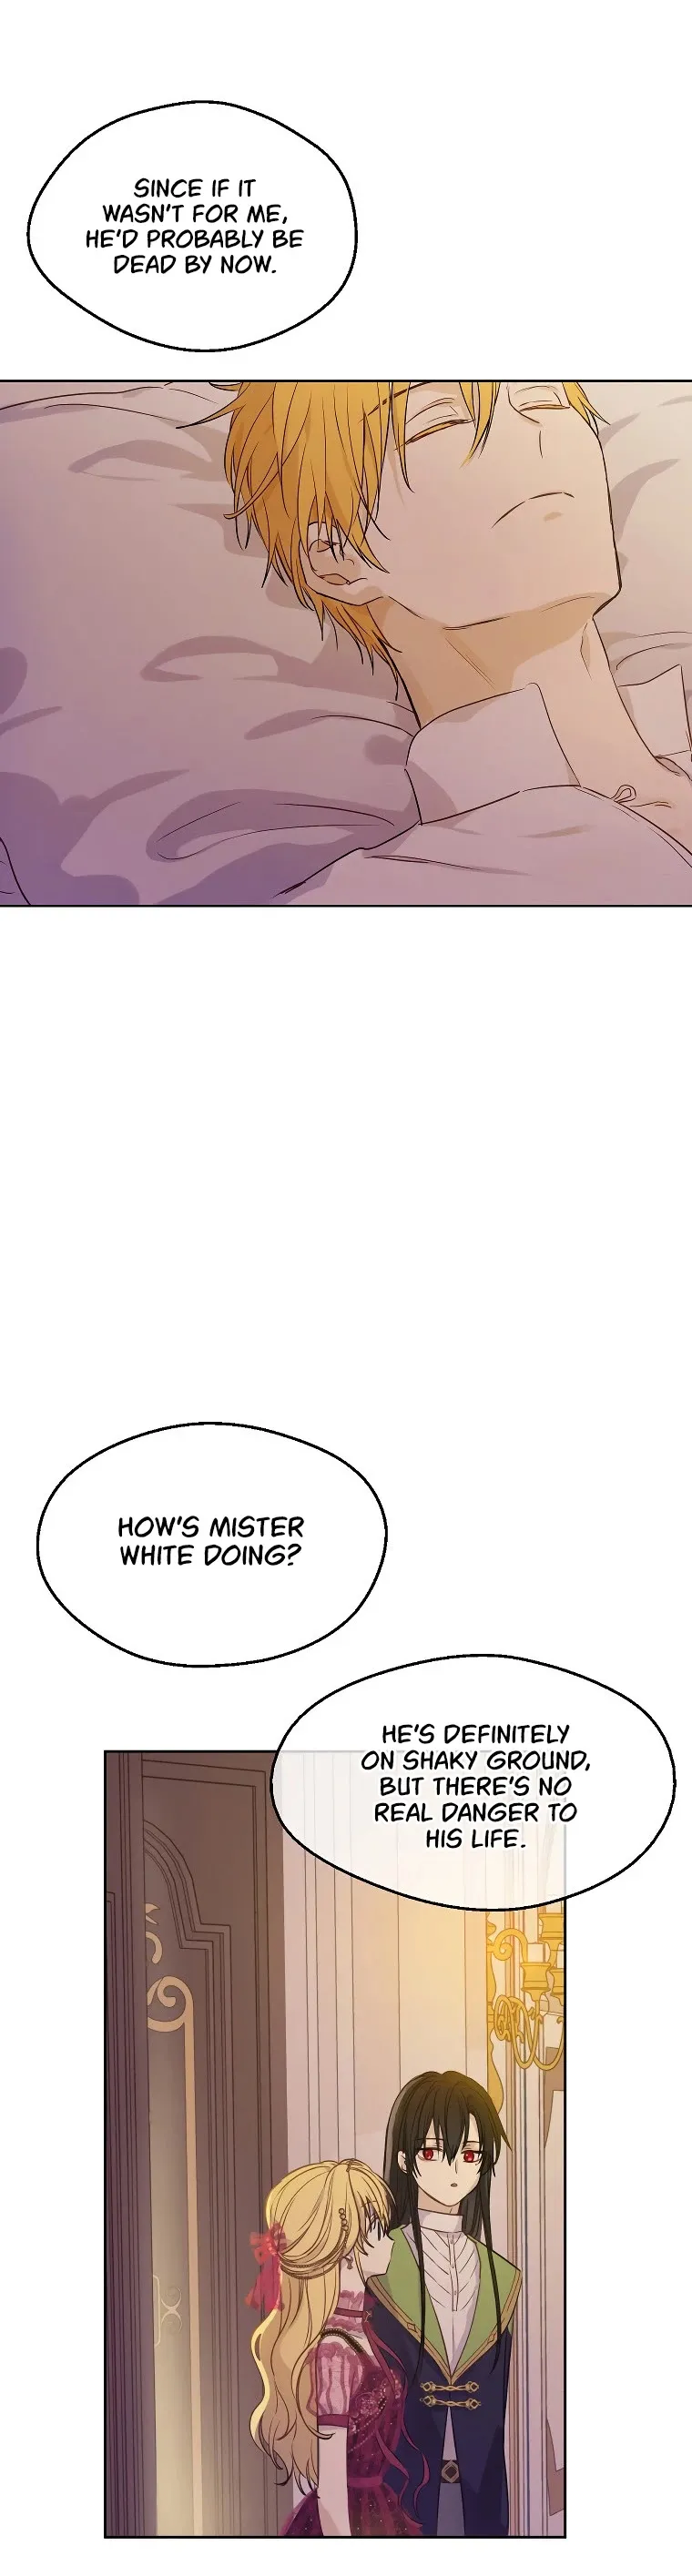 SINCE IF IT
WASN'T FOR ME,
HE'D PROBABLY BE
DEAD BY NOW.
HOW'S MISTER
WHITE DOING?
HE'S DEFINITELY
ON SHAKY GROUND,
BUT THERE'S NO
REAL DANGER TO
HIS LIFE.